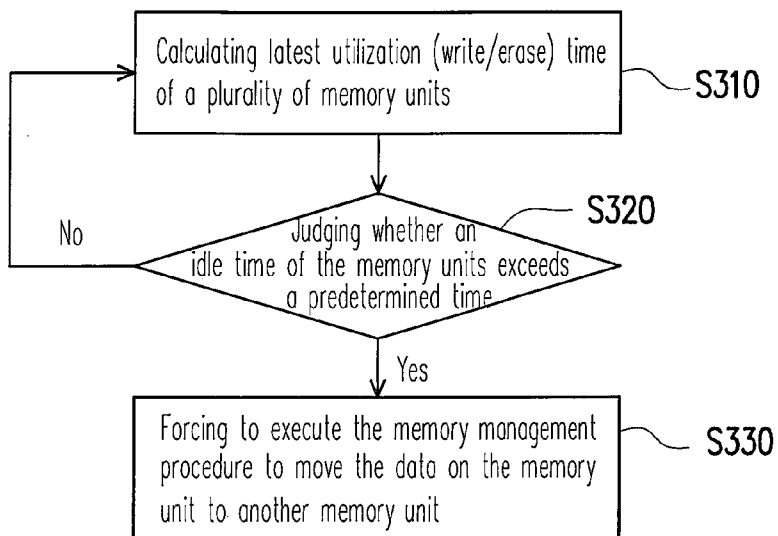 Calculating latest utilization (write/erase) time
of a plurality of memory units
S310
S320
Judging whether an
idle time of the memory units exceeds
a predetermined time
No
Yes
Forcing to execute the memory management
procedure to move the data on the memory
unit to another memory unit
S330